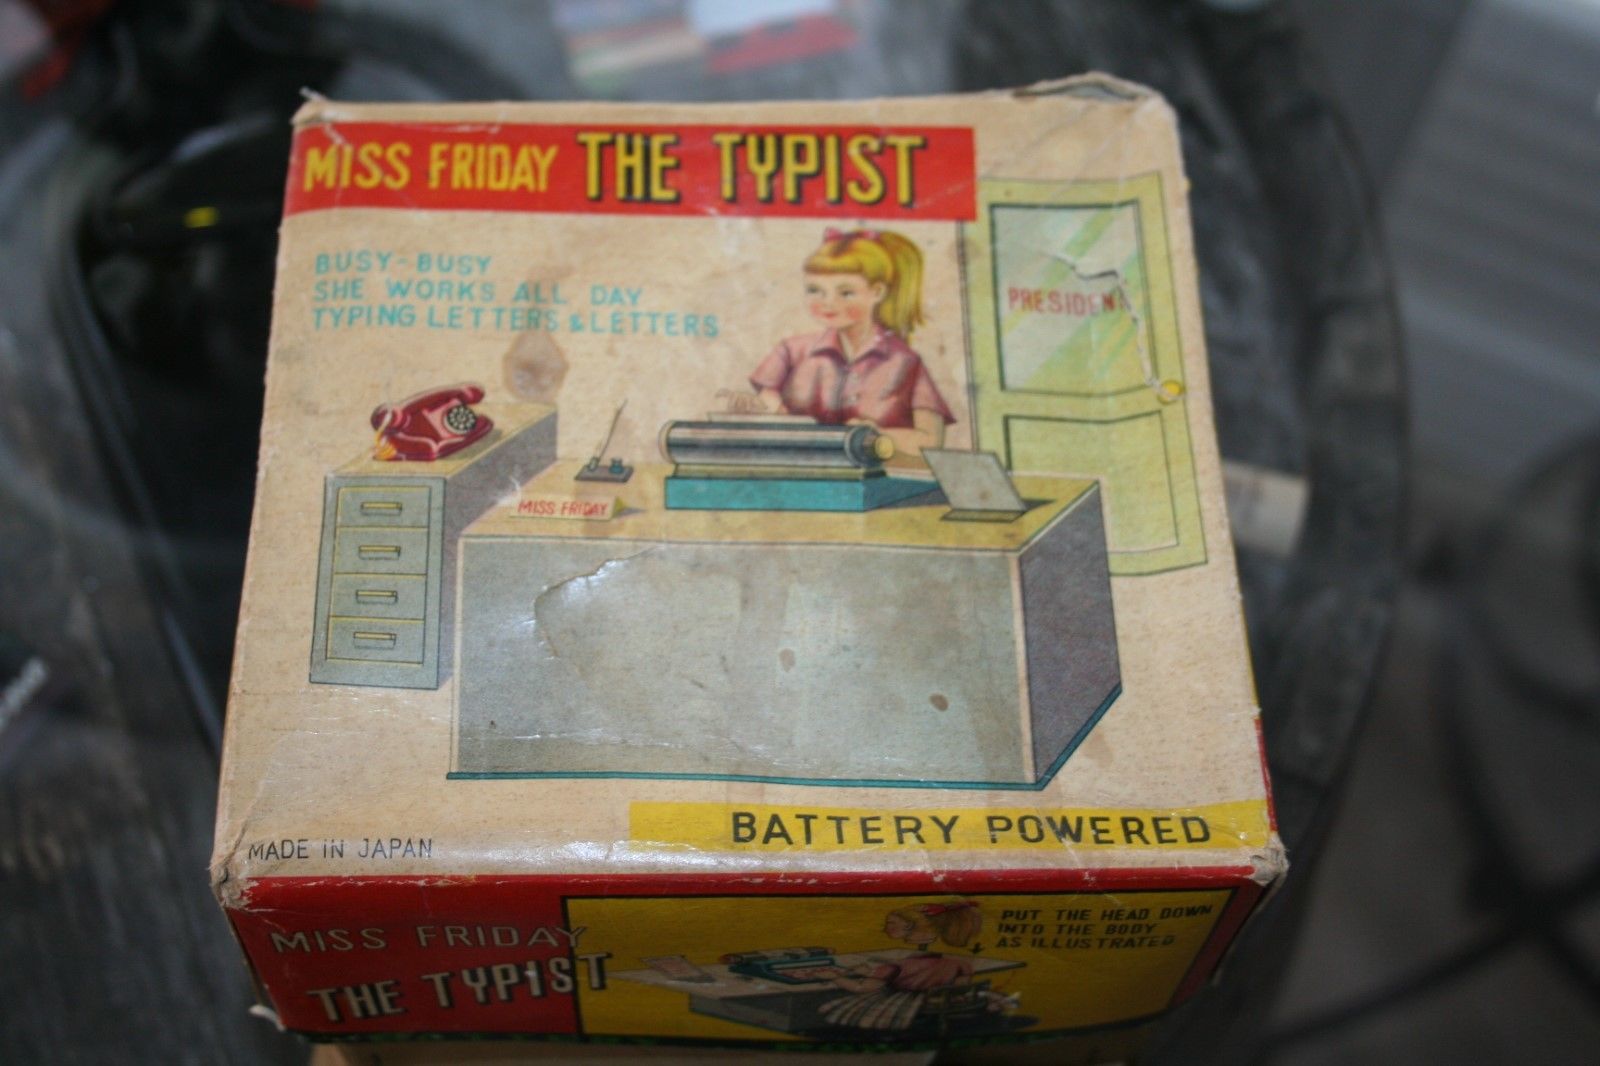 MISS FRIDAY THE TYPIST
BUSY-BUSY
SHE WORKS ALL DAY
TYPING LETTERS & LETTERS
PRESIDENT
MISS FRIDAY
BATTERY POWERED
MADE IN JAPAN
MISS FRIDAY
THE TYPIST
PUT THE HEAD DOWN
INTO THE BODY
AS ILLUSTRATED